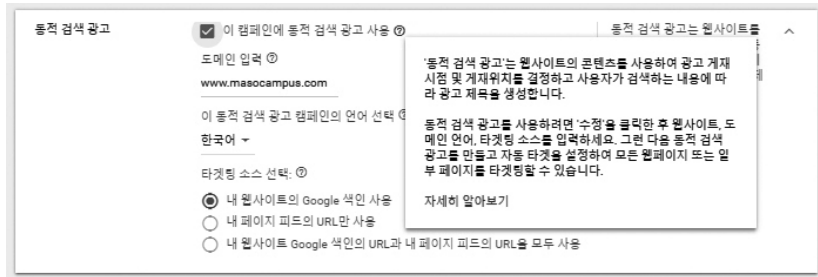 동적 검색 광고
이 캠페인에 동적 검색 광고 사용
동적 검색 광고는 웹사이트를
도메인 입력
www.masocampus.com
이 동적 검색 광고 캠페인의 언어 선택
한국어
타겟팅 소스 선택:
내 웹사이트의 Google 색인 사용
내 페이지 피드의 URL만 사용
내 웹사이트 Google 색인의 URL과 내 페이지 피드의 URL을 모두 사용
'동적 검색 광고'는 웹사이트의 콘텐츠를 사용하여 광고 게재
시점 및 게재위치를 결정하고 사용자가 검색하는 내용에 따
라 광고 제목을 생성합니다.
동적 검색 광고를 사용하려면 '수정'을 클릭한 후 웹사이트, 도
메인 언어, 타겟팅 소스를 입력하세요. 그런 다음 동적 검색
광고를 만들고 자동 타겟을 설정하여 모든 웹페이지 또는 일
부 페이지를 타겟팅할 수 있습니다.
자세히 알아보기